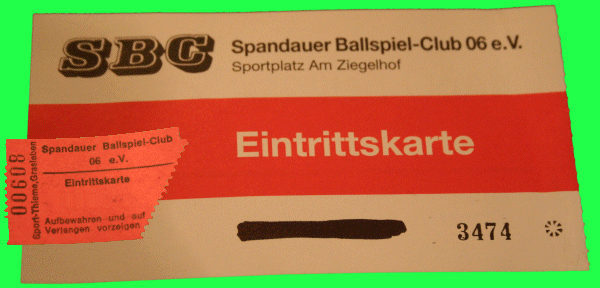 SBC
Spandauer Ballspiel-Club 06 e.V.
Sportplatz Am Ziegelhof
Eintrittskarte
3474
00608
Sport-Thieme, Grasleben
Spandauer Ballspiel-Club
06 e.V.
Eintrittskarte
Aufbewahren und auf
Verlangen vorzeigen